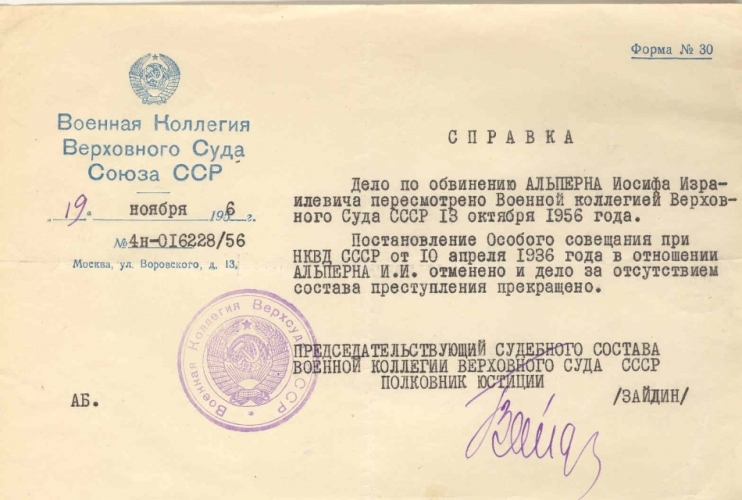 Форма № 30
Военная Коллегия
Верховного Суда
Союза ССР
„19" ноября 1956 г.
№ 4н-016228/56
Москва, ул. Воровского, д. 13.
СПРАВКА
Дело по обвинению АЛЬПЕРНА Иосифа Изра-
илевича пересмотрено Военной коллегией Верхов-
ного Суда СССР 13 октября 1956 года.
Постановление Особого совещания при
НКВД СССР от 10 апреля 1936 года в отношении
АЛЬПЕРНА И.И. отменено и дело за отсутствием
состава преступления прекращено.
Военная Коллегия Верхсуда СССР
ПРЕДСЕДАТЕЛЬСТВУЮЩИЙ СУДЕБНОГО СОСТАВА
ВОЕННОЙ КОЛЛЕГИИ ВЕРХОВНОГО СУДА СССР
ПОЛКОВНИК ЮСТИЦИИ
/ЗАЙДИН/
АБ.